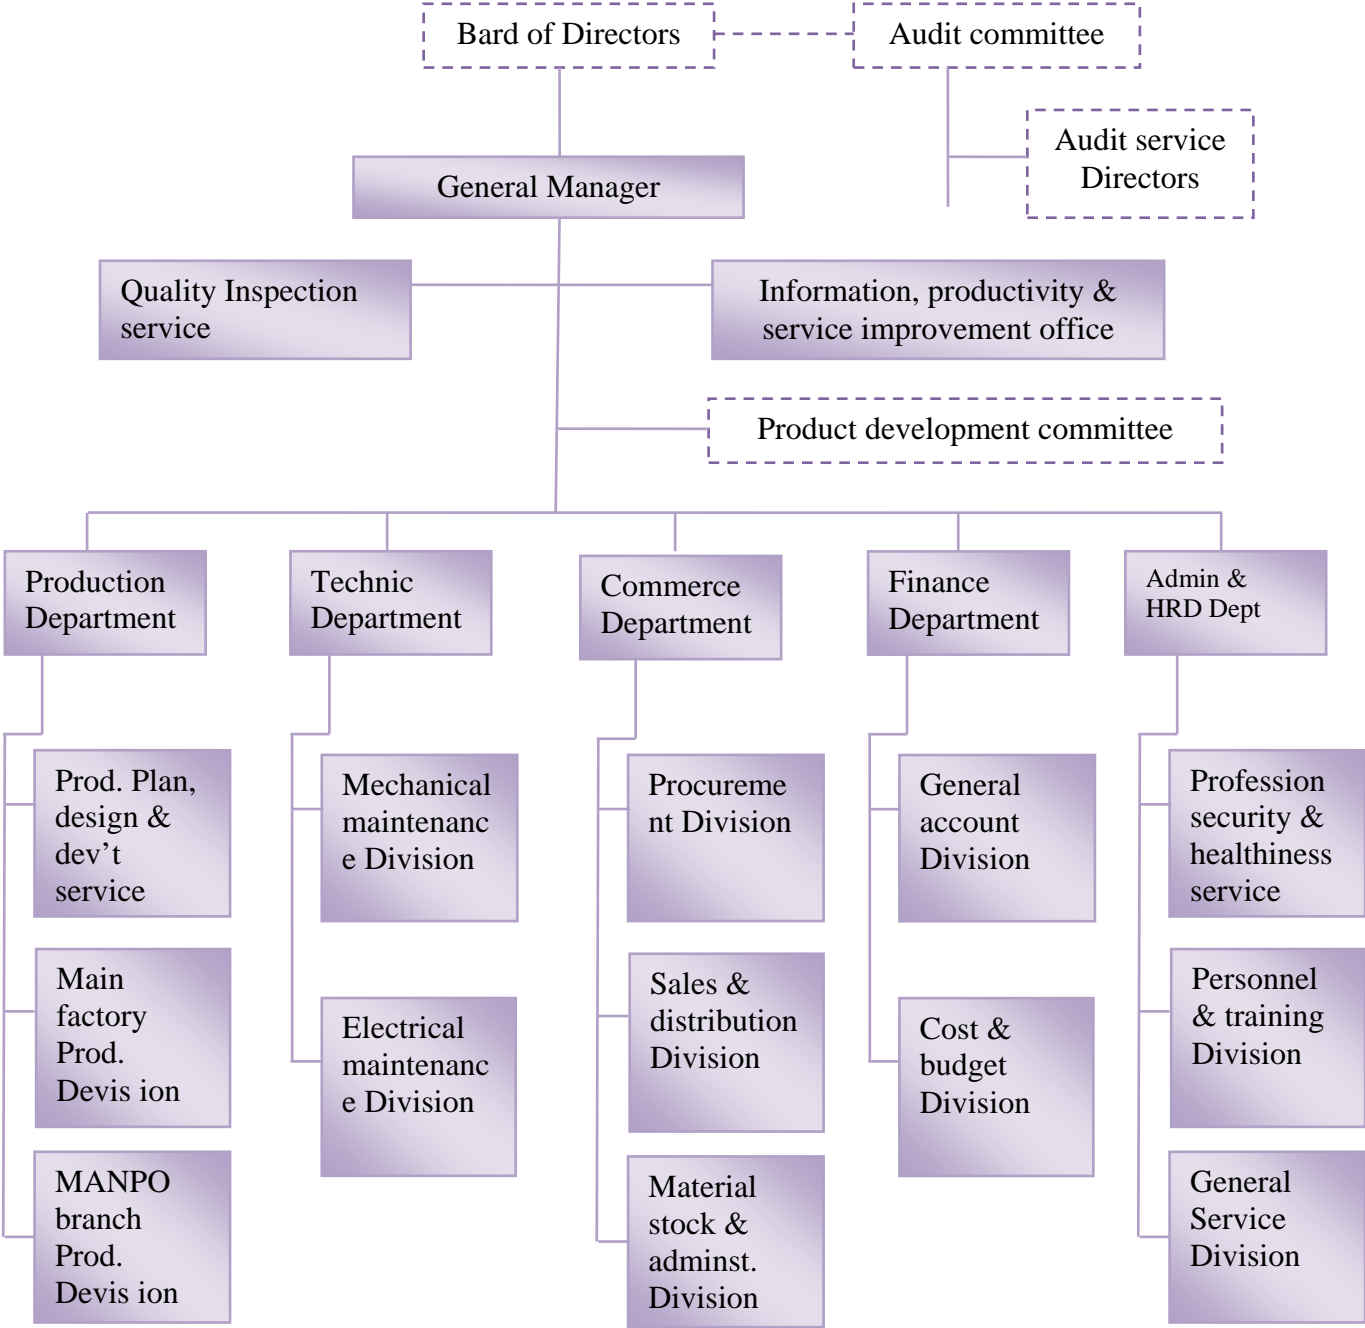 Bard of Directors
Audit committee
Audit service
Directors
General Manager
Quality Inspection
service
Information, productivity &
service improvement office
Product development committee
Production
Department
Technic
Department
Commerce
Department
Finance
Department
Admin &
HRD Dept
Prod. Plan,
design &
dev’t
service
Main
factory
Prod.
Devis ion
MANPO
branch
Prod.
Devis ion
Mechanical
maintenanc
e Division
Electrical
maintenanc
e Division
Procureme
nt Division
Sales &
distribution
Division
Material
stock &
adminst.
Division
General
account
Division
Cost &
budget
Division
Profession
security &
healthiness
service
Personnel
& training
Division
General
Service
Division